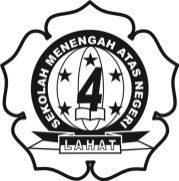 SEKOLAH MENENGAH ATAS NEGERI
4
LAHAT